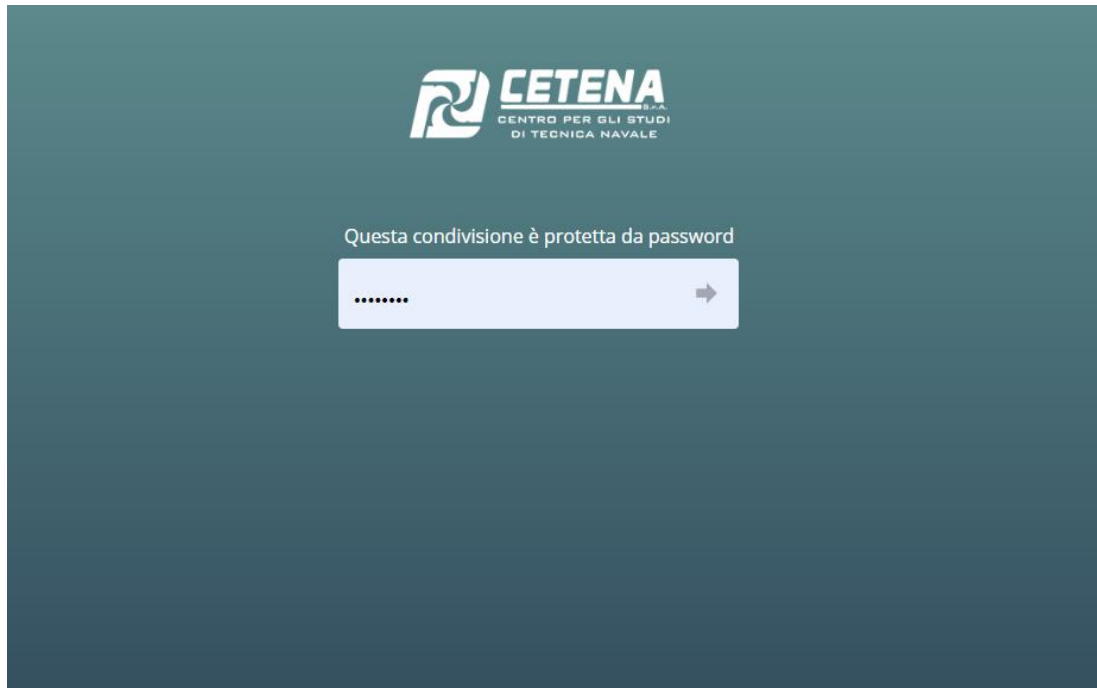 CETENA
S.P.A.
CENTRO PER GLI STUDI
DI TECNICA NAVALE
Questa condivisione è protetta da password
••••••••